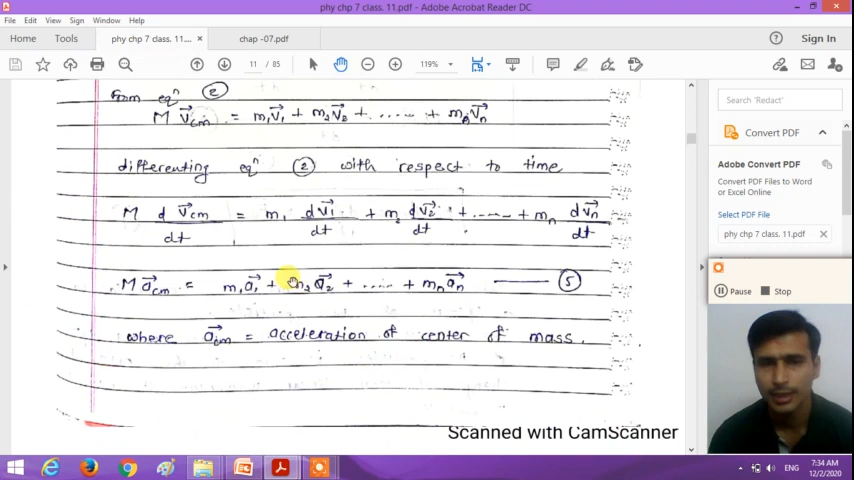 phy chp 7 class. 11.pdf - Adobe Acrobat Reader DC
File Edit View Sign Window Help
Home Tools phy chp 7 class. 11.... × chap -07.pdf Sign In
11 / 85 119%
from eqn ②
M v⃗cm = m₁v⃗₁ + m₂v⃗₂ + ...... + mₙv⃗ₙ
differenting eqn ② with respect to time
M d v⃗cm/dt = m₁ dv⃗₁/dt + m₂ dv⃗₂/dt + ...... + mₙ dv⃗ₙ/dt
M a⃗cm = m₁a⃗₁ + m₂a⃗₂ + ...... + mₙa⃗ₙ —— ⑤
where a⃗cm = acceleration of center of mass.
Scanned with CamScanner
Search 'Redact'
Convert PDF
Adobe Convert PDF
Convert PDF Files to Word
or Excel Online
Select PDF File
phy chp 7 class. 11.pdf ×
Pause Stop
ENG
7:34 AM
12/2/2020